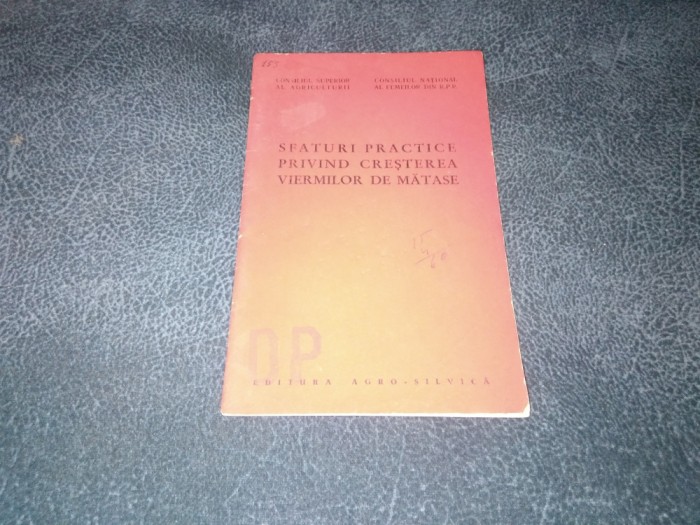 153
CONSILIUL SUPERIOR
AL AGRICULTURII
CONSILIUL NAȚIONAL
AL FEMEILOR DIN R.P.R.
SFATURI PRACTICE
PRIVIND CREȘTEREA
VIERMILOR DE MĂTASE
O.P.
EDITURA AGRO-SILVICĂ